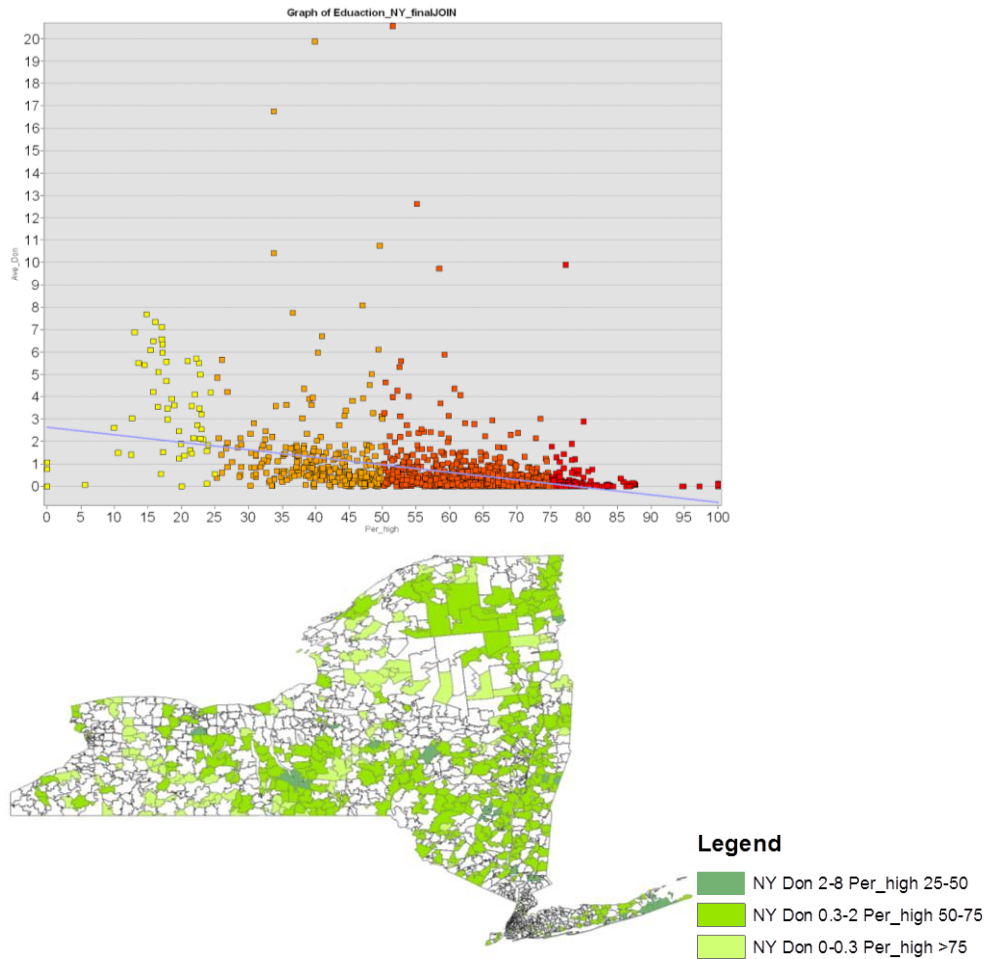 Graph of Eduaction_NY_finalJOIN
20
19
18
17
16
15
14
13
12
11
10
9
8
7
6
5
4
3
2
1
0
Ave_Don
0 5 10 15 20 25 30 35 40 45 50 55 60 65 70 75 80 85 90 95 100
Per_high
Legend
NY Don 2-8 Per_high 25-50
NY Don 0.3-2 Per_high 50-75
NY Don 0-0.3 Per_high >75